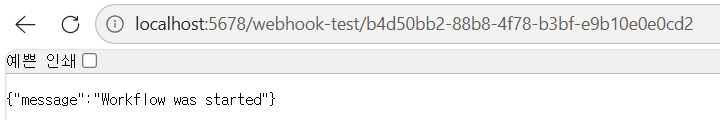 localhost:5678/webhook-test/b4d50bb2-88b8-4f78-b3bf-e9b10e0e0cd2
예쁜 인쇄
{"message":"Workflow was started"}